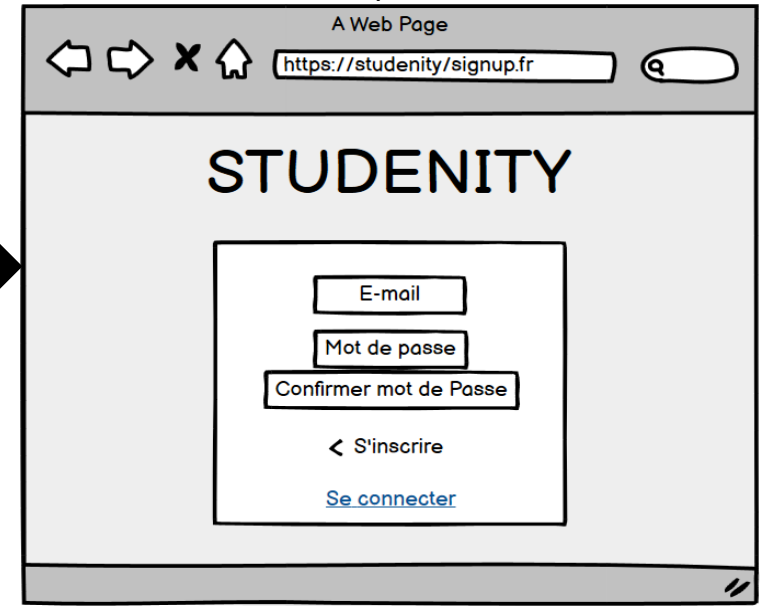 A Web Page
https://studenity/signup.fr
STUDENITY
E-mail
Mot de passe
Confirmer mot de Passe
S'inscrire
Se connecter